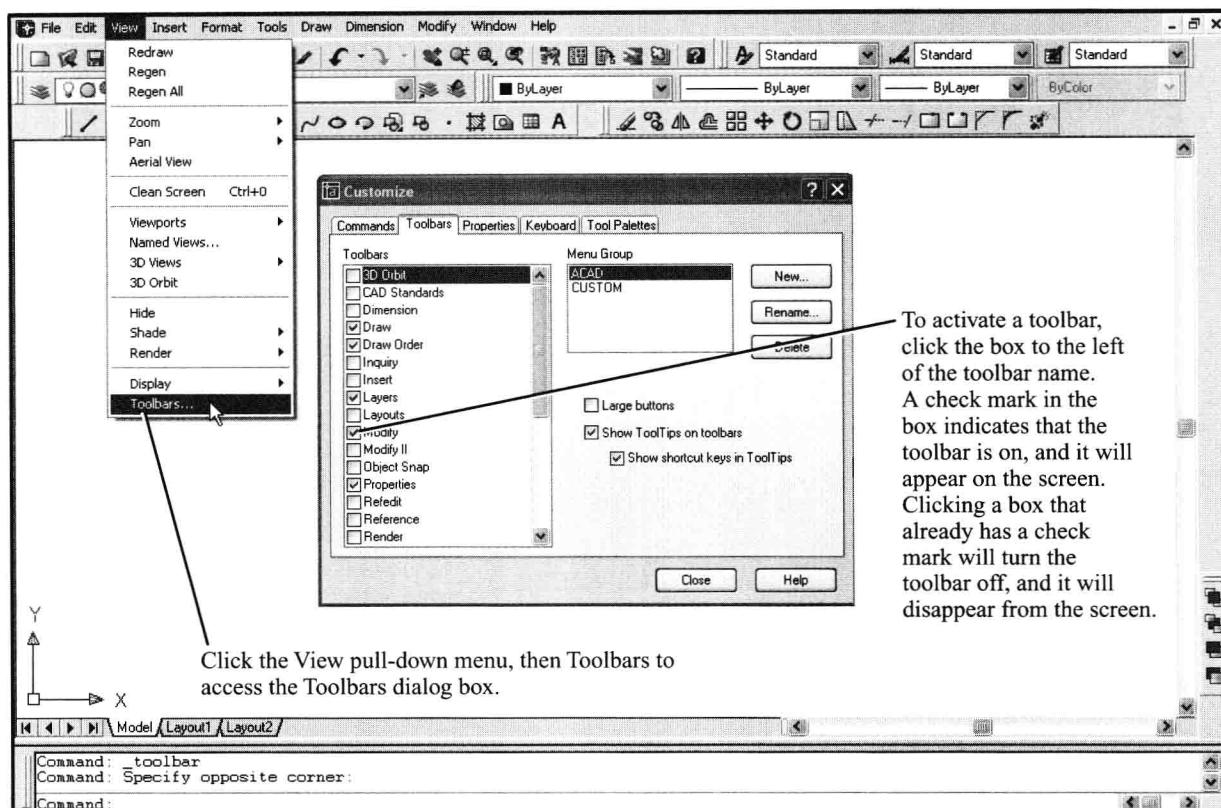 File Edit View Insert Format Tools Draw Dimension Modify Window Help
Standard Standard Standard
ByLayer ByLayer ByLayer ByColor
A
Redraw
Regen
Regen All
Zoom
Pan
Aerial View
Clean Screen Ctrl+0
Viewports
Named Views...
3D Views
3D Orbit
Hide
Shade
Render
Display
Toolbars...
Customize
Commands Toolbars Properties Keyboard Tool Palettes
Toolbars
3D Orbit
CAD Standards
Dimension
Draw
Draw Order
Inquiry
Insert
Layers
Layouts
Modify
Modify II
Object Snap
Properties
Refedit
Reference
Render
Menu Group
ACAD
CUSTOM
New...
Rename...
Delete
Large buttons
Show ToolTips on toolbars
Show shortcut keys in ToolTips
Close Help
To activate a toolbar,
click the box to the left
of the toolbar name.
A check mark in the
box indicates that the
toolbar is on, and it will
appear on the screen.
Clicking a box that
already has a check
mark will turn the
toolbar off, and it will
disappear from the screen.
Click the View pull-down menu, then Toolbars to
access the Toolbars dialog box.
Y
X
Model Layout1 Layout2
Command: _toolbar
Command: Specify opposite corner:
Command: